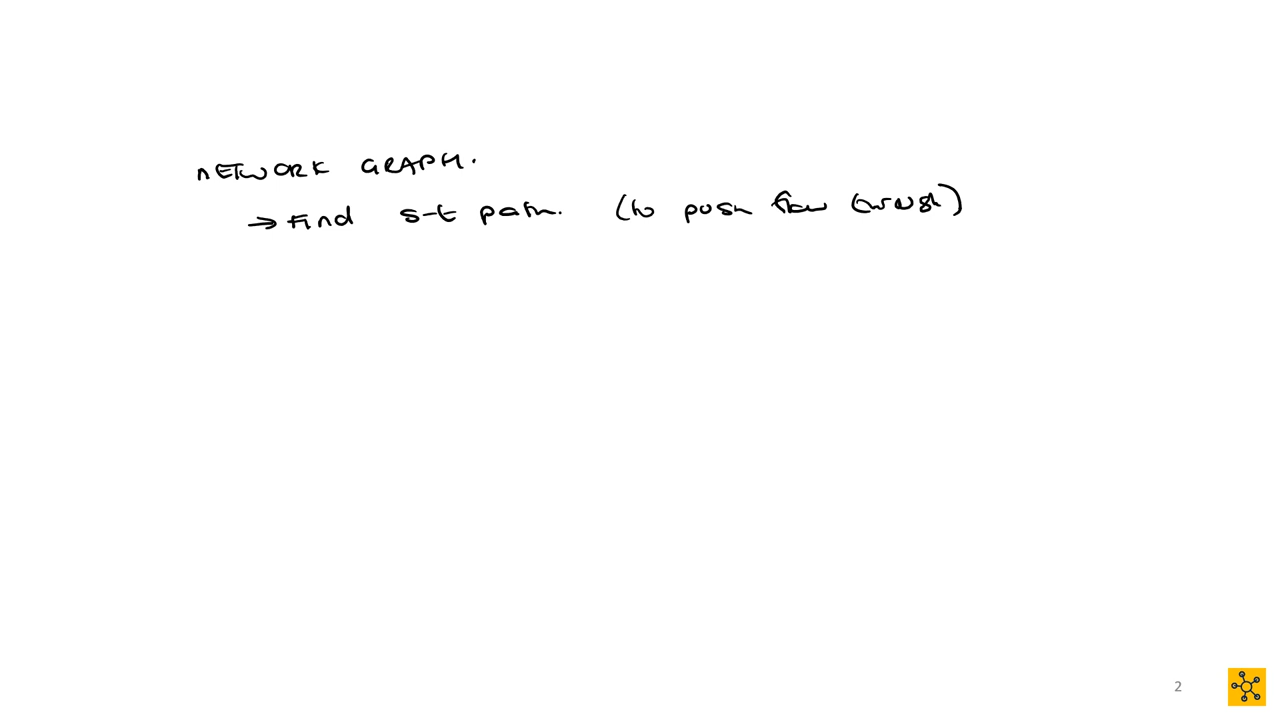 NETWORK GRAPH.
→ Find s-t path. (to push flow through)
2